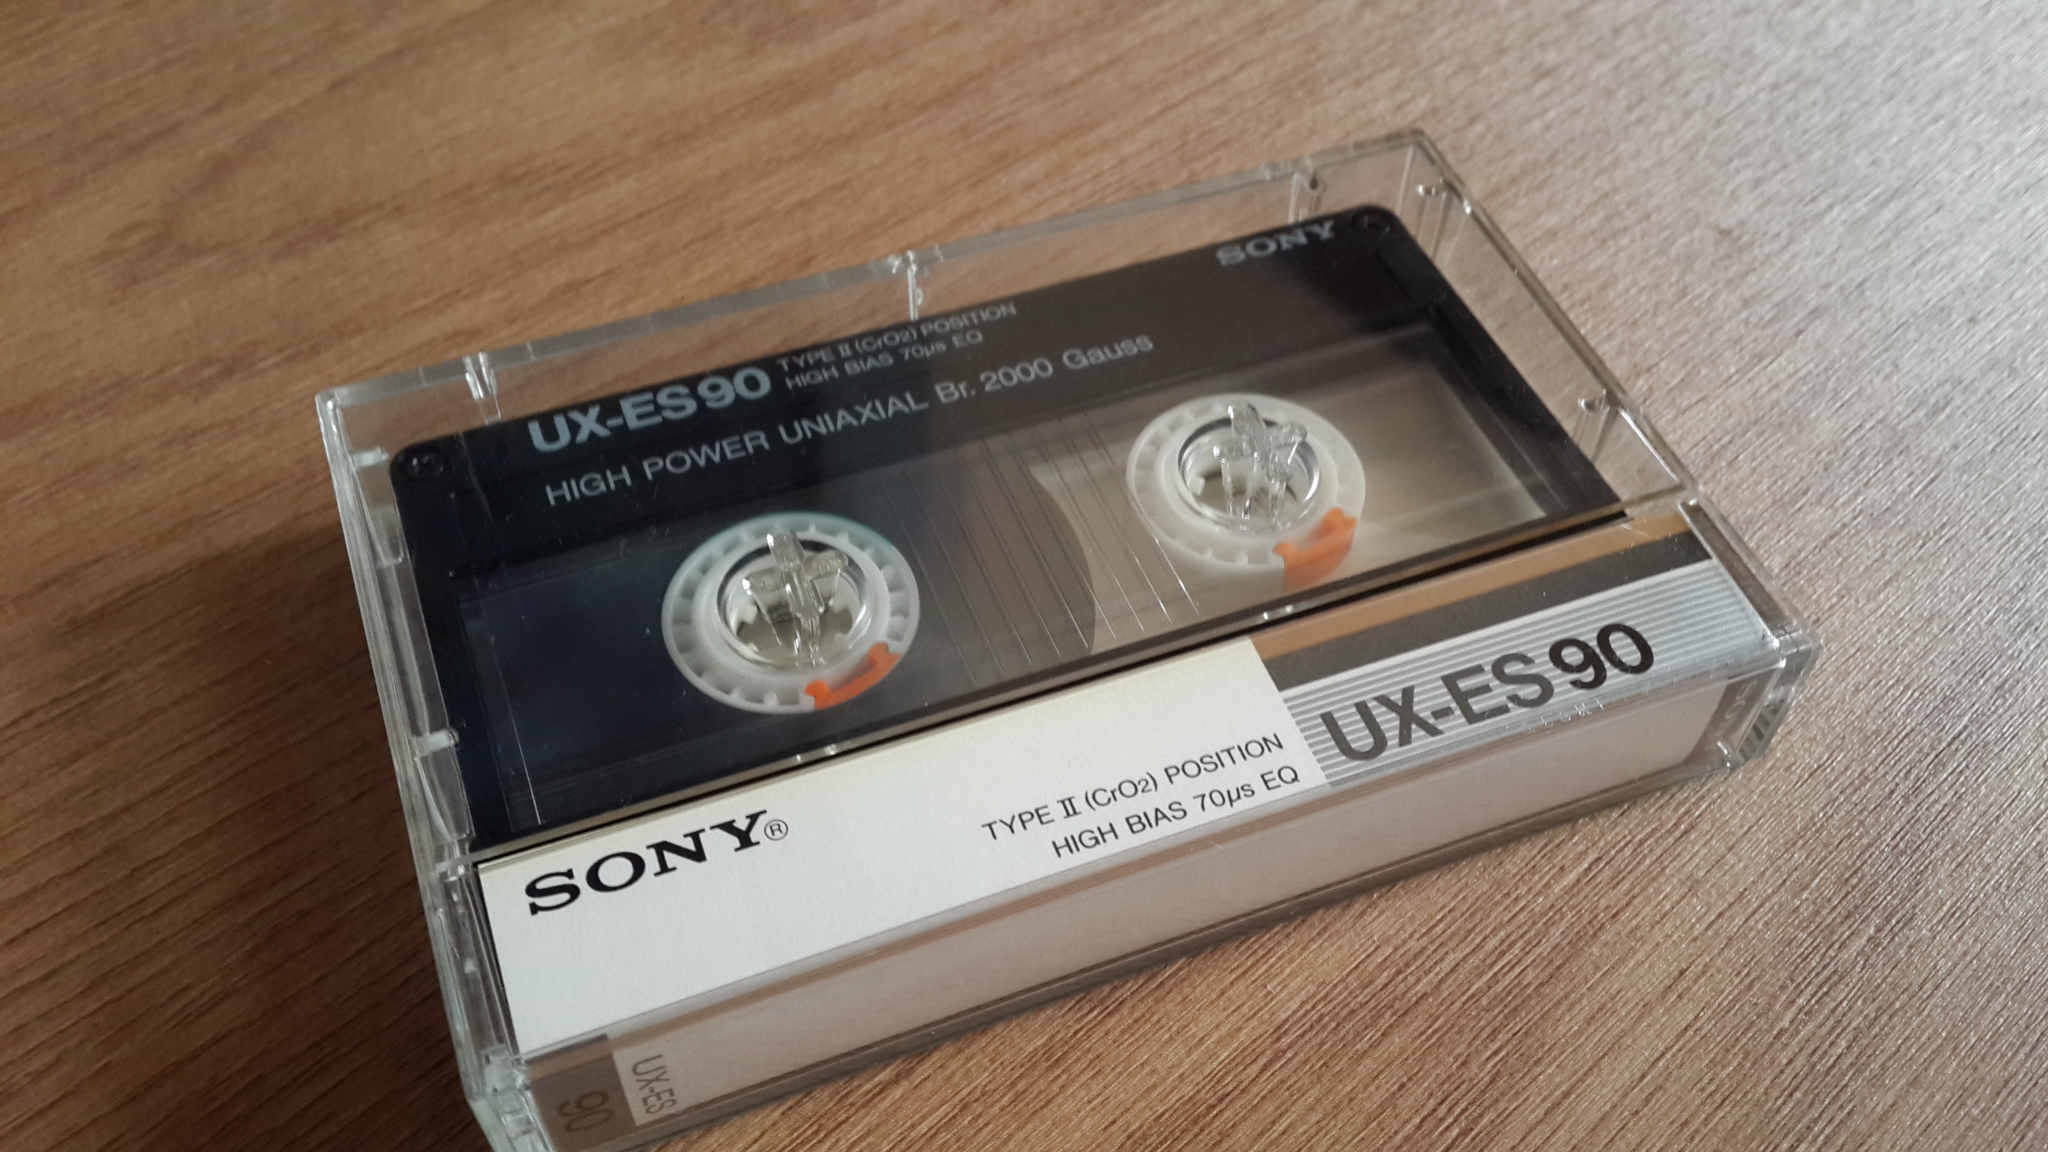 SONY
UX-ES90 TYPE II (CrO2) POSITION
HIGH BIAS 70μs EQ
HIGH POWER UNIAXIAL Br. 2000 Gauss
SONY®
TYPE II (CrO2) POSITION
HIGH BIAS 70μs EQ
UX-ES90
90
UX-ES